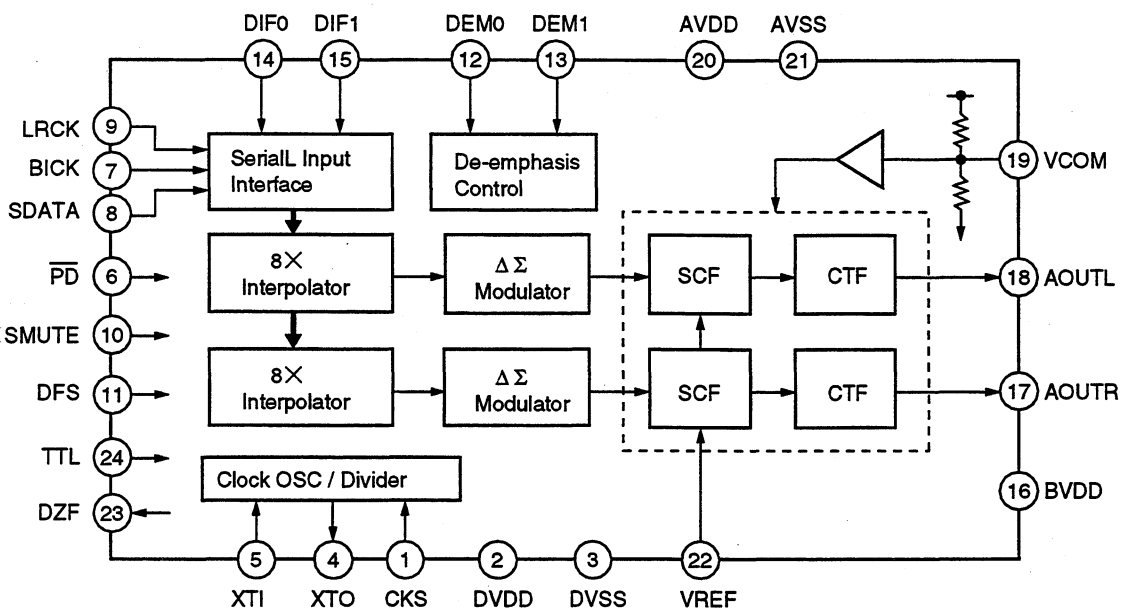 DIF0 DIF1 DEM0 DEM1 AVDD AVSS
14 15 12 13 20 21
LRCK 9
BICK 7
SDATA 8
SerialL Input
Interface
De-emphasis
Control
19 VCOM
PD 6
8× Interpolator
ΔΣ
Modulator
SCF
CTF
18 AOUTL
SMUTE 10
DFS 11
8×
Interpolator
ΔΣ
Modulator
SCF
CTF
17 AOUTR
TTL 24
DZF 23
Clock OSC / Divider
16 BVDD
5 4 1 2 3 22
XTI XTO CKS DVDD DVSS VREF